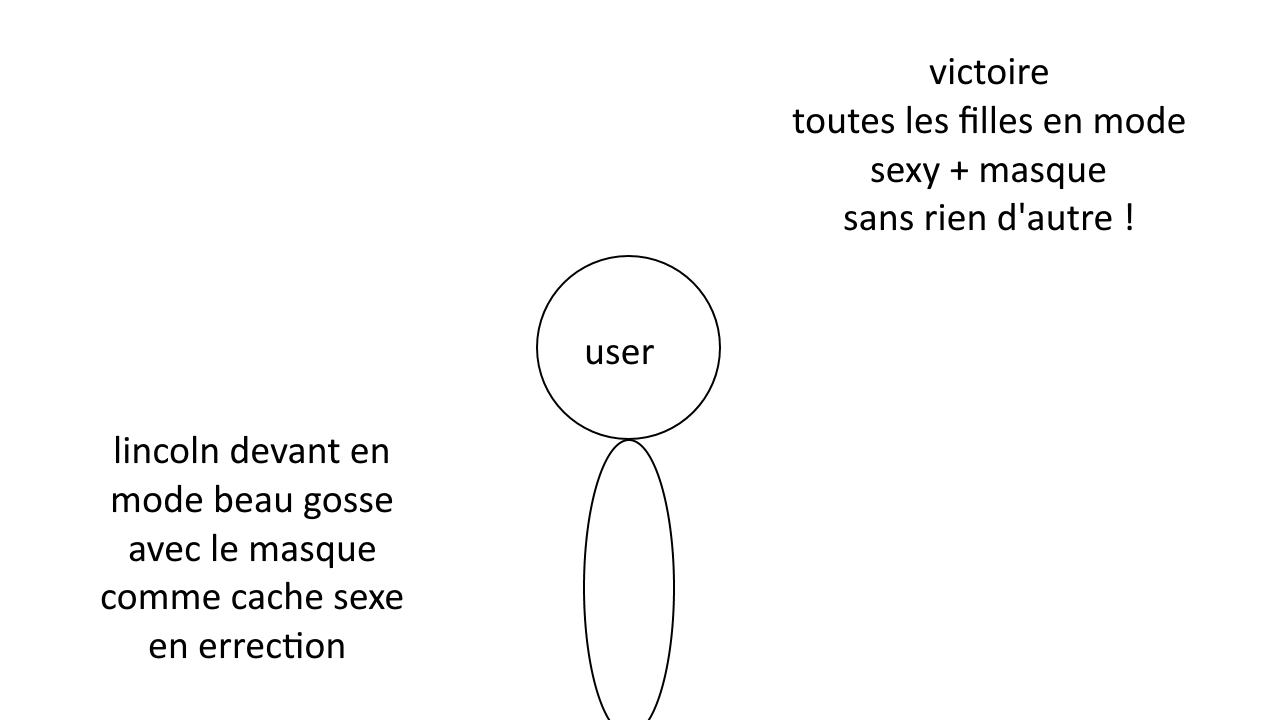 victoire
toutes les filles en mode
sexy + masque
sans rien d'autre !
user
lincoln devant en
mode beau gosse
avec le masque
comme cache sexe
en errection